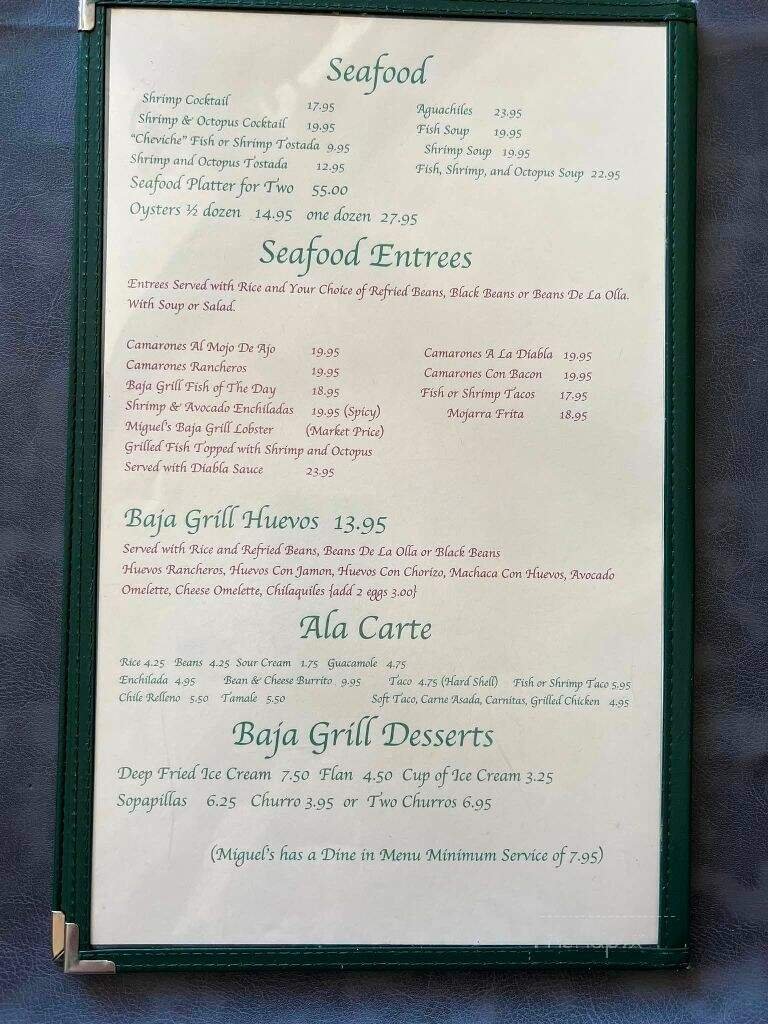 Seafood
Shrimp Cocktail 17.95
Shrimp & Octopus Cocktail 19.95
"Cheviche" Fish or Shrimp Tostada 9.95
Shrimp and Octopus Tostada 12.95
Seafood Platter for Two 55.00
Oysters ½ dozen 14.95 one dozen 27.95
Aguachiles 23.95
Fish Soup 19.95
Shrimp Soup 19.95
Fish, Shrimp, and Octopus Soup 22.95
Seafood Entrees
Entrees Served with Rice and Your Choice of Refried Beans, Black Beans or Beans De La Olla.
With Soup or Salad.
Camarones Al Mojo De Ajo 19.95
Camarones Rancheros 19.95
Baja Grill Fish of The Day 18.95
Shrimp & Avocado Enchiladas 19.95 (Spicy)
Miguel's Baja Grill Lobster (Market Price)
Grilled Fish Topped with Shrimp and Octopus
Served with Diabla Sauce 23.95
Camarones A La Diabla 19.95
Camarones Con Bacon 19.95
Fish or Shrimp Tacos 17.95
Mojarra Frita 18.95
Baja Grill Huevos 13.95
Served with Rice and Refried Beans, Beans De La Olla or Black Beans
Huevos Rancheros, Huevos Con Jamon, Huevos Con Chorizo, Machaca Con Huevos, Avocado
Omelette, Cheese Omelette, Chilaquiles {add 2 eggs 3.00}
Ala Carte
Rice 4.25 Beans 4.25 Sour Cream 1.75 Guacamole 4.75
Enchilada 4.95 Bean & Cheese Burrito 9.95 Taco 4.75 (Hard Shell) Fish or Shrimp Taco 5.95
Chile Relleno 5.50 Tamale 5.50 Soft Taco, Carne Asada, Carnitas, Grilled Chicken 4.95
Baja Grill Desserts
Deep Fried Ice Cream 7.50 Flan 4.50 Cup of Ice Cream 3.25
Sopapillas 6.25 Churro 3.95 or Two Churros 6.95
(Miguel's has a Dine in Menu Minimum Service of 7.95)